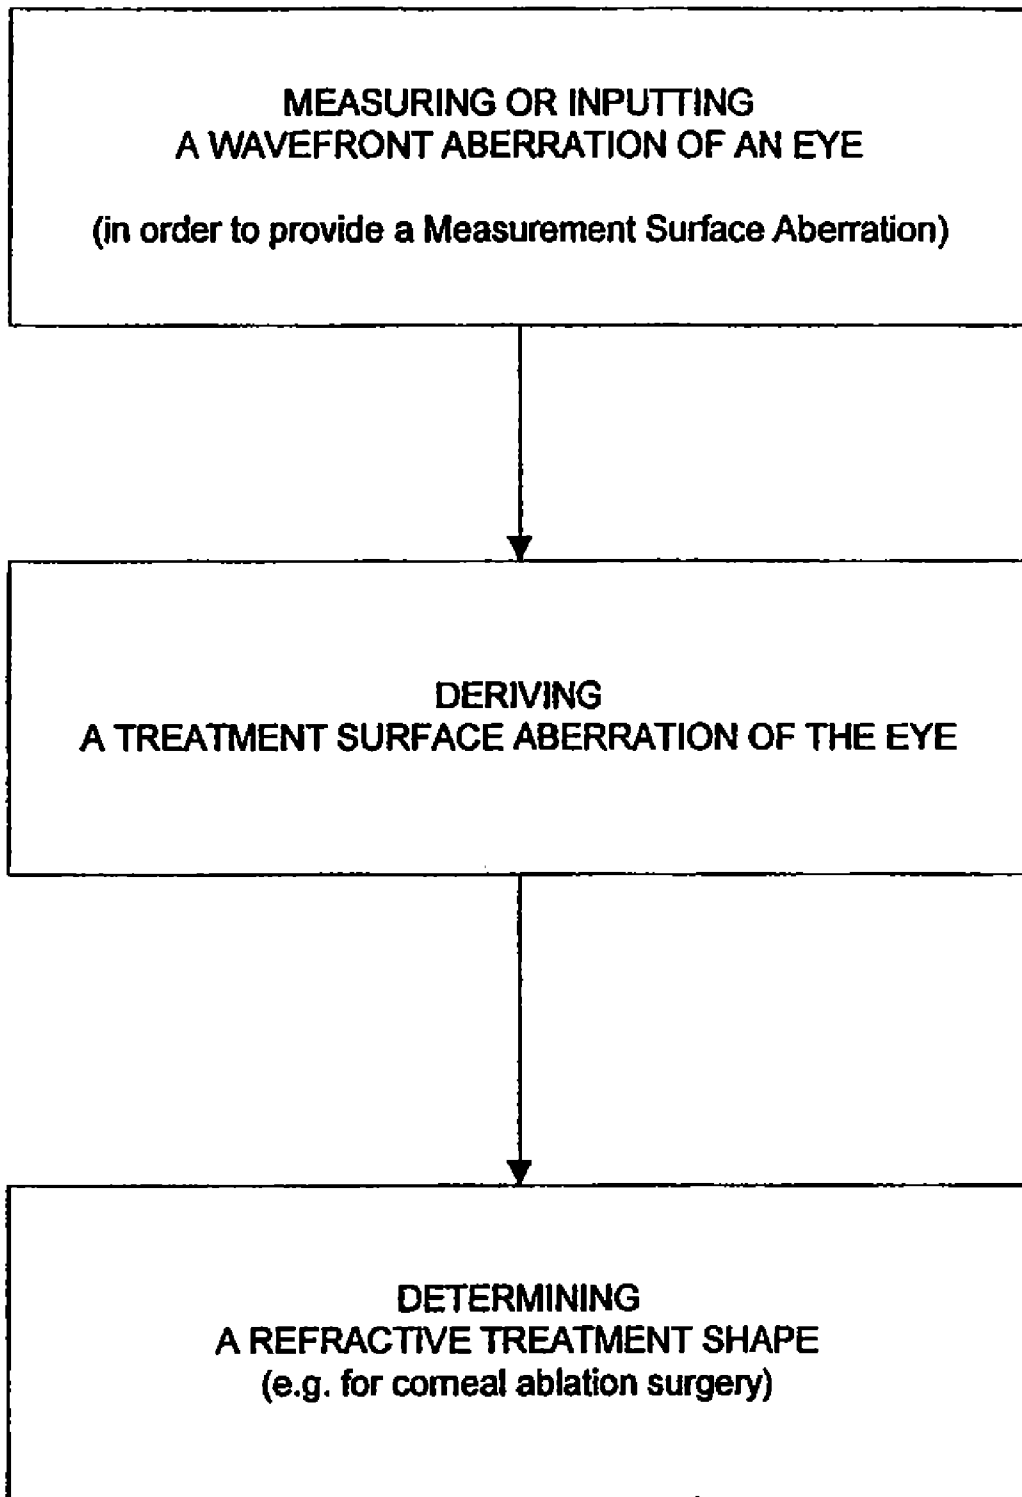 MEASURING OR INPUTTING
A WAVEFRONT ABERRATION OF AN EYE
(in order to provide a Measurement Surface Aberration)
DERIVING
A TREATMENT SURFACE ABERRATION OF THE EYE
DETERMINING
A REFRACTIVE TREATMENT SHAPE
(e.g. for corneal ablation surgery)